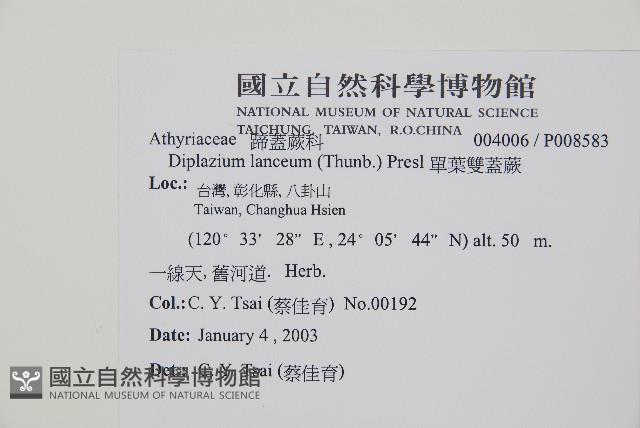 國立自然科學博物館
NATIONAL MUSEUM OF NATURAL SCIENCE
TAICHUNG, TAIWAN, R.O.CHINA
Athyriaceae 蹄蓋蕨科 004006 / P008583
Diplazium lanceum (Thunb.) Presl 單葉雙蓋蕨
Loc.: 台灣, 彰化縣, 八卦山
Taiwan, Changhua Hsien
(120° 33' 28" E , 24° 05' 44" N) alt. 50 m.
一線天, 舊河道. Herb.
Col.: C. Y. Tsai (蔡佳育) No.00192
Date: January 4 , 2003
Det.: C. Y. Tsai (蔡佳育)
國立自然科學博物館
NATIONAL MUSEUM OF NATURAL SCIENCE